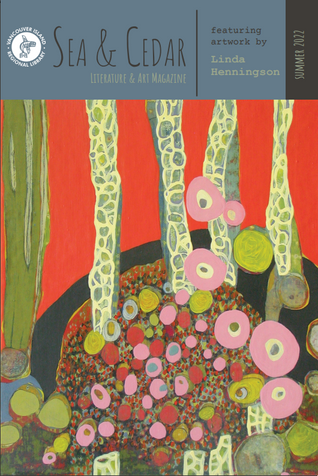 VANCOUVER ISLAND
REGIONAL LIBRARY
SEA & CEDAR
LITERATURE & ART MAGAZINE
featuring
artwork by
Linda
Henningson
SUMMER 2022